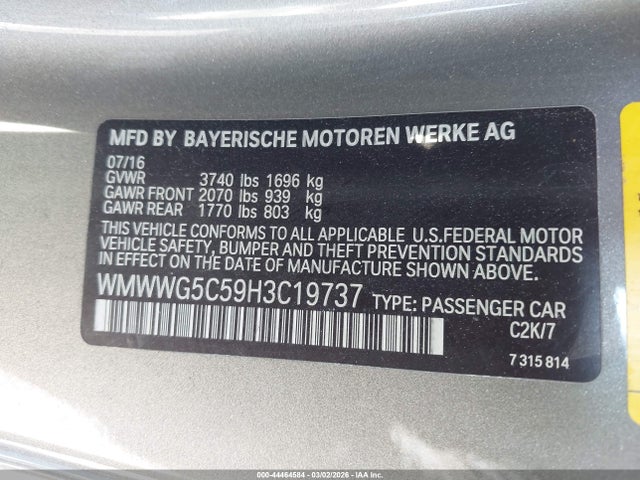 MFD BY BAYERISCHE MOTOREN WERKE AG
07/16
GVWR 3740 lbs 1696 kg
GAWR FRONT 2070 lbs 939 kg
GAWR REAR 1770 lbs 803 kg
THIS VEHICLE CONFORMS TO ALL APPLICABLE U.S.FEDERAL MOTOR
VEHICLE SAFETY, BUMPER AND THEFT PREVENTION STANDARDS IN
EFFECT ON THE DATE OF MANUFACTURE SHOWN ABOVE.
WMWWG5C59H3C19737 TYPE: PASSENGER CAR
C2K/7
7 315 814
000-44464584 | 03/02/2026 | IAA, Inc.